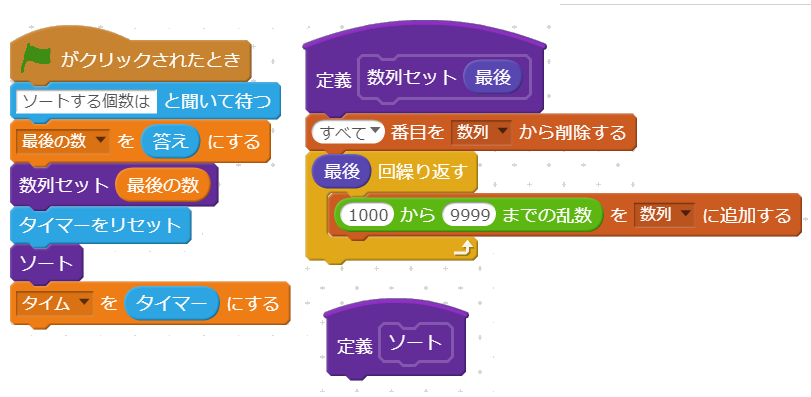 がクリックされたとき
ソートする個数は と聞いて待つ
最後の数 を 答え にする
数列セット 最後の数
タイマーをリセット
ソート
タイム を タイマー にする
定義 数列セット 最後
すべて 番目を 数列 から削除する
最後 回繰り返す
1000 から 9999 までの乱数 を 数列 に追加する
定義 ソート